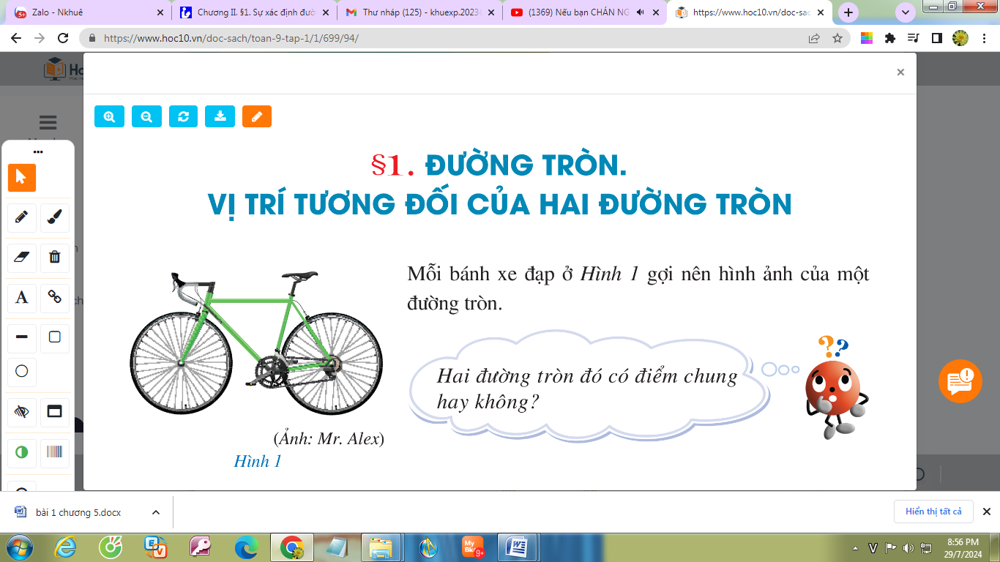 Zalo - Nkhuê
Chương II. §1. Sự xác định đườ
Thư nháp (125) - khuexp.2023
(1369) Nếu bạn CHÁN NG
https://www.hoc10.vn/doc-sac
https://www.hoc10.vn/doc-sach/toan-9-tap-1/1/699/94/
§1. ĐƯỜNG TRÒN.
VỊ TRÍ TƯƠNG ĐỐI CỦA HAI ĐƯỜNG TRÒN
Mỗi bánh xe đạp ở Hình 1 gợi nên hình ảnh của một
đường tròn.
Hai đường tròn đó có điểm chung
hay không?
(Ảnh: Mr. Alex)
Hình 1
bài 1 chương 5.docx
Hiển thị tất cả
8:56 PM
29/7/2024